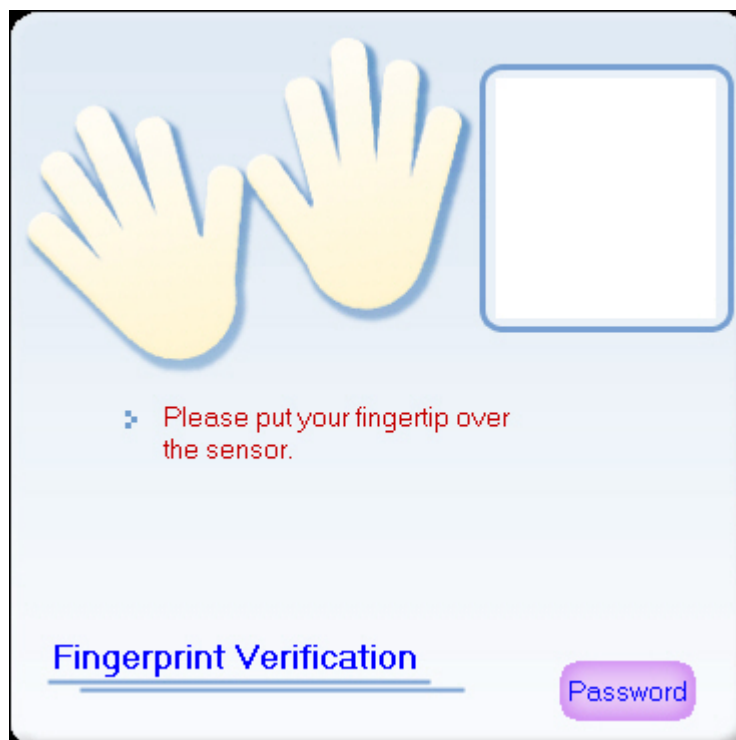 Please put your fingertip over
the sensor.
Fingerprint Verification
Password